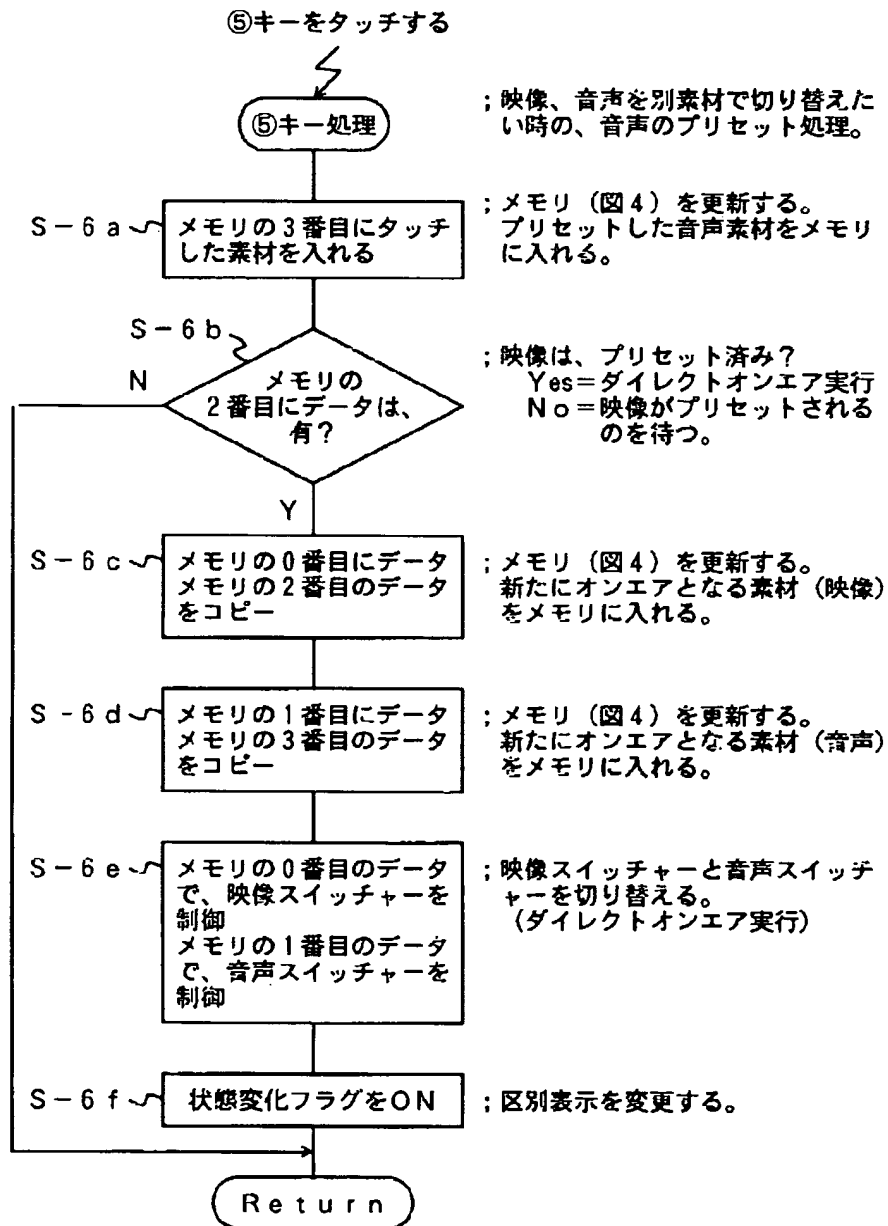 ⑤キーをタッチする
⑤キー処理
;映像、音声を別素材で切り替えた
い時の、音声のプリセット処理。
S-6a
メモリの3番目にタッチ
した素材を入れる
;メモリ(図4)を更新する。
プリセットした音声素材をメモリ
に入れる。
S-6b
N
メモリの
2番目にデータは、
有?
;映像は、プリセット済み?
Yes=ダイレクトオンエア実行
No=映像がプリセットされる
のを待つ。
Y
S-6c
メモリの0番目にデータ
メモリの2番目のデータ
をコピー
;メモリ(図4)を更新する。
新たにオンエアとなる素材(映像)
をメモリに入れる。
S-6d
メモリの1番目にデータ
メモリの3番目のデータ
をコピー
;メモリ(図4)を更新する。
新たにオンエアとなる素材(音声)
をメモリに入れる。
S-6e
メモリの0番目のデータ
で、映像スイッチャーを
制御
メモリの1番目のデータ
で、音声スイッチャーを
制御
;映像スイッチャーと音声スイッチ
ャーを切り替える。
(ダイレクトオンエア実行)
S-6f
状態変化フラグをON
;区別表示を変更する。
Return